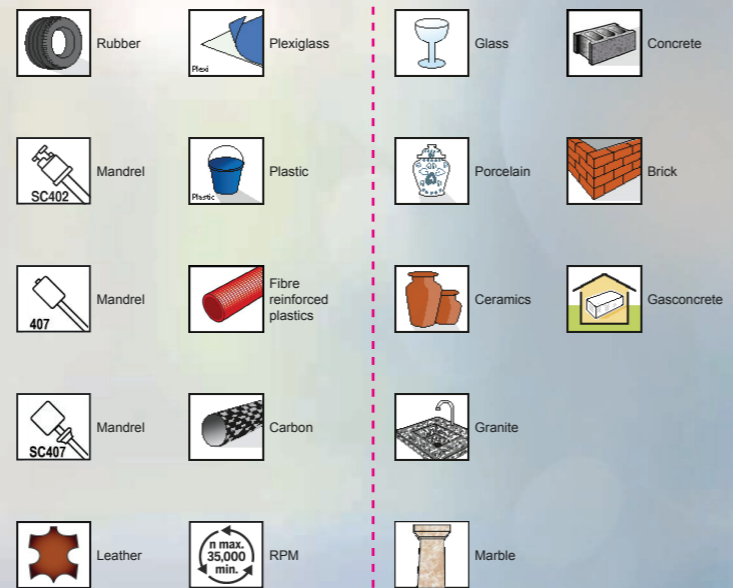 Rubber
Plexi
Plexiglass
Glass
Concrete
SC402
Mandrel
Plastic
Plastic
Porcelain
Brick
407
Mandrel
Fibre
reinforced
plastics
Ceramics
Gasconcrete
SC407
Mandrel
Carbon
Granite
Leather
n max.
35,000
min.
RPM
Marble